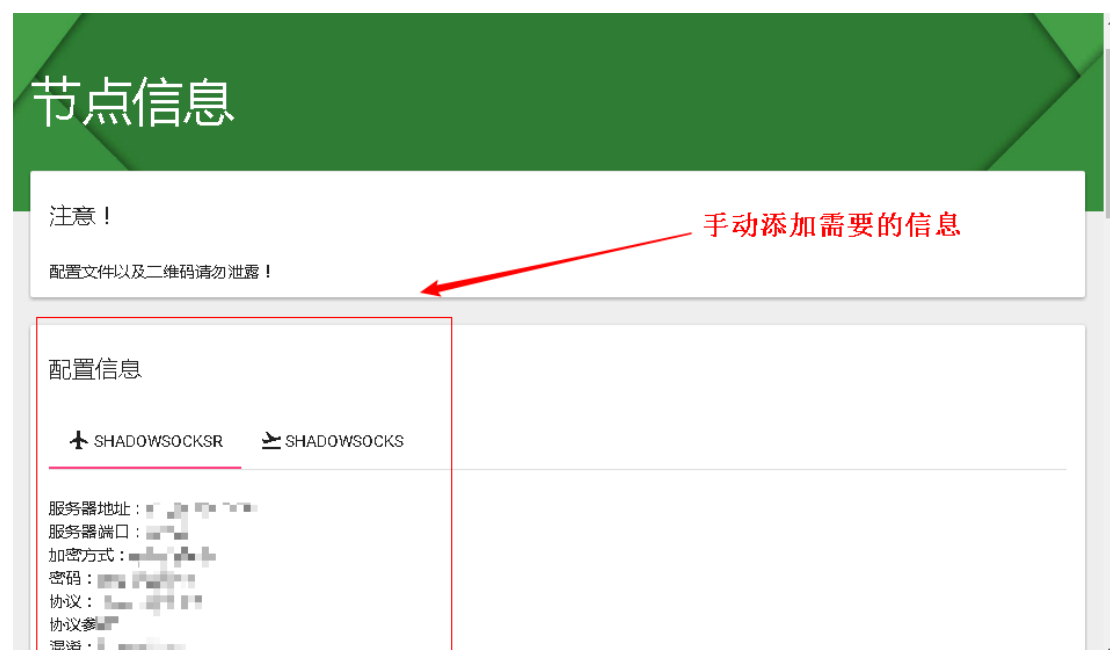 节点信息
注意！
手动添加需要的信息
配置文件以及二维码请勿泄露！
配置信息
SHADOWSOCKSR
SHADOWSOCKS
服务器地址：
服务器端口：
加密方式：
密码：
协议：
协议参
混淆：